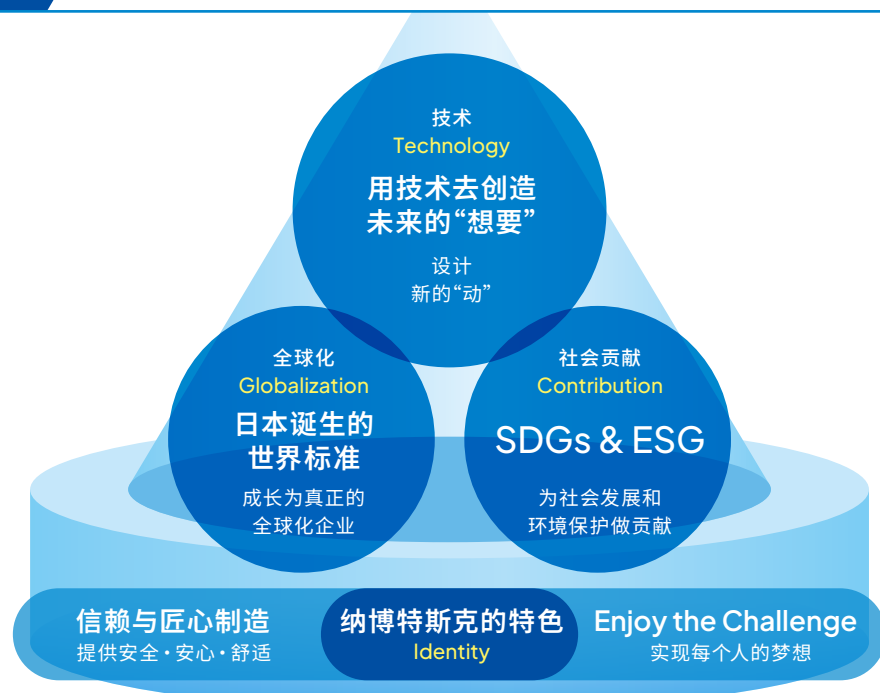 技术
Technology
用技术去创造
未来的“想要”
设计
新的“动”
全球化
Globalization
日本诞生的
世界标准
成长为真正的
全球化企业
社会贡献
Contribution
SDGs & ESG
为社会发展和
环境保护做贡献
信赖与匠心制造
提供安全·安心·舒适
纳博特斯克的特色
Identity
Enjoy the Challenge
实现每个人的梦想